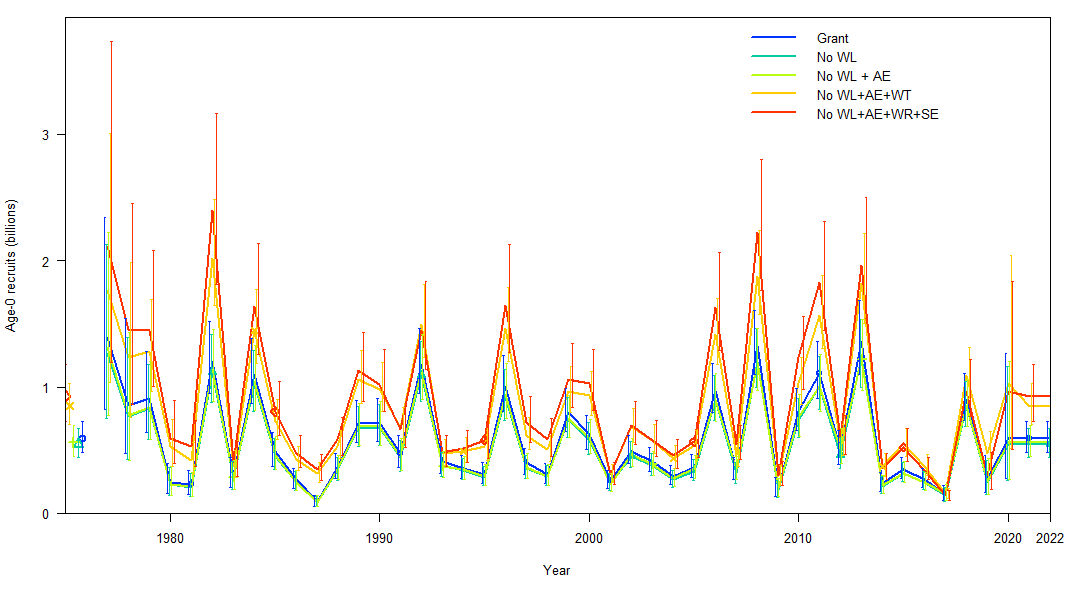 Grant
No WL
No WL + AE
No WL+AE+WT
No WL+AE+WR+SE
Age-0 recruits (billions)
3
2
1
0
1980 1990 2000 2010 2020 2022
Year